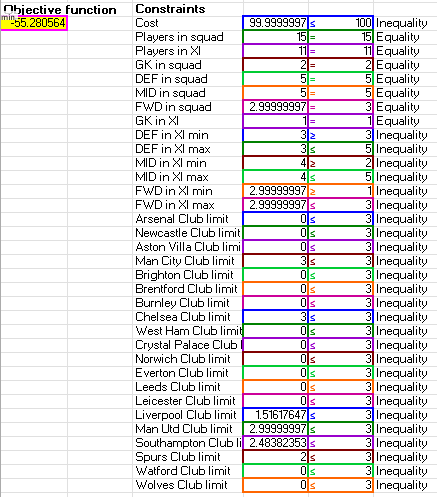 Objective function Constraints
min -55.280564 Cost 99.9999997 ≤ 100 Inequality
Players in squad 15 = 15 Equality
Players in XI 11 = 11 Equality
GK in squad 2 = 2 Equality
DEF in squad 5 = 5 Equality
MID in squad 5 = 5 Equality
FWD in squad 2.99999997 = 3 Equality
GK in XI 1 = 1 Equality
DEF in XI min 3 ≥ 3 Inequality
DEF in XI max 3 ≤ 5 Inequality
MID in XI min 4 ≥ 2 Inequality
MID in XI max 4 ≤ 5 Inequality
FWD in XI min 2.99999997 ≥ 1 Inequality
FWD in XI max 2.99999997 ≤ 3 Inequality
Arsenal Club limit 0 ≤ 3 Inequality
Newcastle Club limit 0 ≤ 3 Inequality
Aston Villa Club limi 0 ≤ 3 Inequality
Man City Club limit 3 ≤ 3 Inequality
Brighton Club limit 0 ≤ 3 Inequality
Brentford Club limit 0 ≤ 3 Inequality
Burnley Club limit 0 ≤ 3 Inequality
Chelsea Club limit 3 ≤ 3 Inequality
West Ham Club limit 0 ≤ 3 Inequality
Crystal Palace Club l 0 ≤ 3 Inequality
Norwich Club limit 0 ≤ 3 Inequality
Everton Club limit 0 ≤ 3 Inequality
Leeds Club limit 0 ≤ 3 Inequality
Leicester Club limit 0 ≤ 3 Inequality
Liverpool Club limit 1.51617647 ≤ 3 Inequality
Man Utd Club limit 2.99999997 ≤ 3 Inequality
Southampton Club li 2.48382353 ≤ 3 Inequality
Spurs Club limit 2 ≤ 3 Inequality
Watford Club limit 0 ≤ 3 Inequality
Wolves Club limit 0 ≤ 3 Inequality